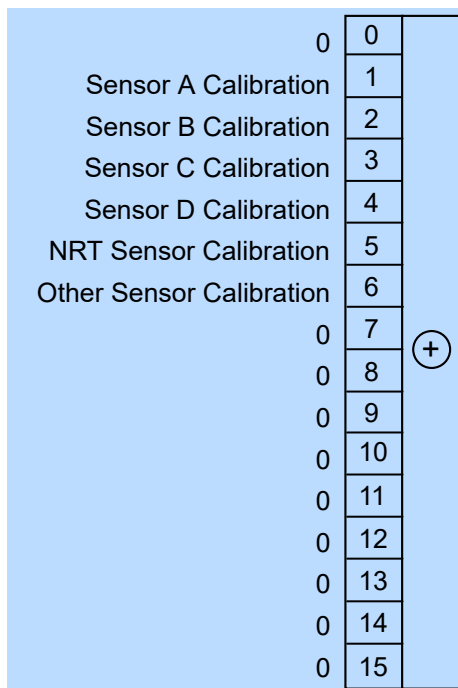 0 0
Sensor A Calibration 1
Sensor B Calibration 2
Sensor C Calibration 3
Sensor D Calibration 4
NRT Sensor Calibration 5
Other Sensor Calibration 6
0 7
+
0 8
0 9
0 10
0 11
0 12
0 13
0 14
0 15